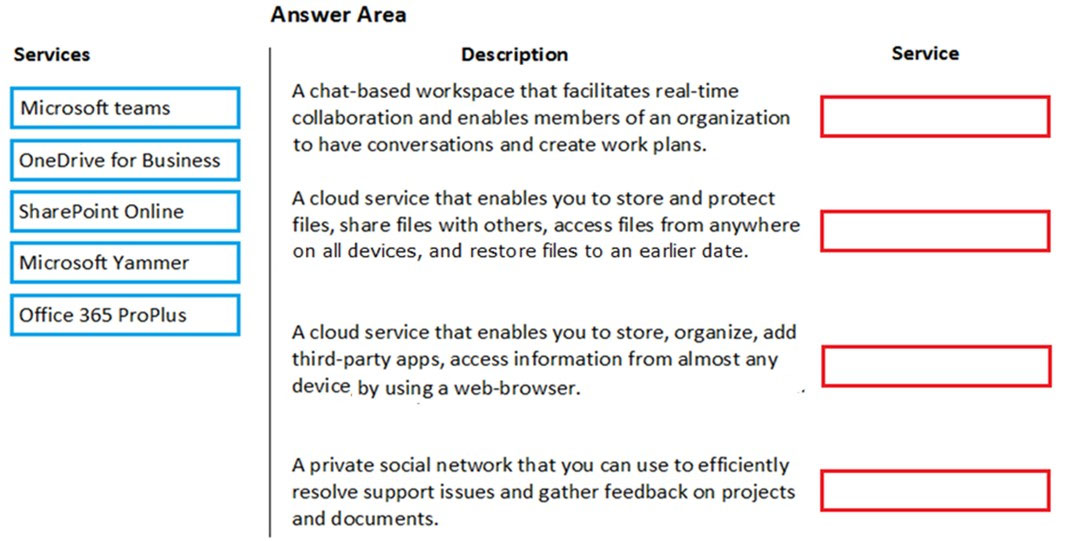 Answer Area
Services
Description
Service
Microsoft teams
OneDrive for Business
SharePoint Online
Microsoft Yammer
Office 365 ProPlus
A chat-based workspace that facilitates real-time
collaboration and enables members of an organization
to have conversations and create work plans.
A cloud service that enables you to store and protect
files, share files with others, access files from anywhere
on all devices, and restore files to an earlier date.
A cloud service that enables you to store, organize, add
third-party apps, access information from almost any
device, by using a web-browser.
A private social network that you can use to efficiently
resolve support issues and gather feedback on projects
and documents.